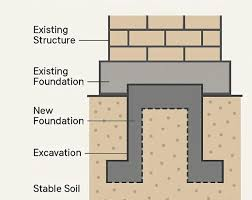 Existing
Structure
Existing
Foundation
New
Foundation
Excavation
Stable Soil